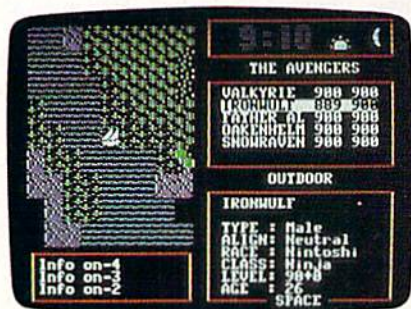 9:10
THE AVENGERS
VALKYRIE 900 900
IRONWULF 889 900
FATHER AL 900 900
OAKENHELM 900 900
SNOWRAVEN 900 900
OUTDOOR
IRONWULF
TYPE : Male
ALIGN: Neutral
RACE : Nintoshi
CLASS: Ninja
LEVEL: 90+8
AGE : 26
SPACE
Info on-4
Info on-3
Info on-2